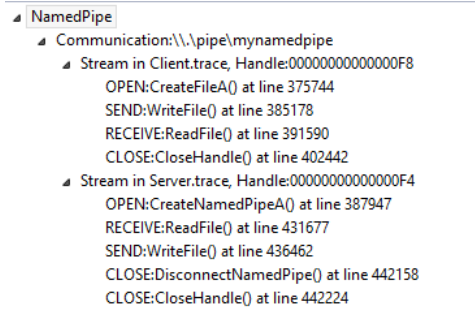 NamedPipe
Communication:\\.\pipe\mynamedpipe
Stream in Client.trace, Handle:00000000000000F8
OPEN:CreateFileA() at line 375744
SEND:WriteFile() at line 385178
RECEIVE:ReadFile() at line 391590
CLOSE:CloseHandle() at line 402442
Stream in Server.trace, Handle:00000000000000F4
OPEN:CreateNamedPipeA() at line 387947
RECEIVE:ReadFile() at line 431677
SEND:WriteFile() at line 436462
CLOSE:DisconnectNamedPipe() at line 442158
CLOSE:CloseHandle() at line 442224